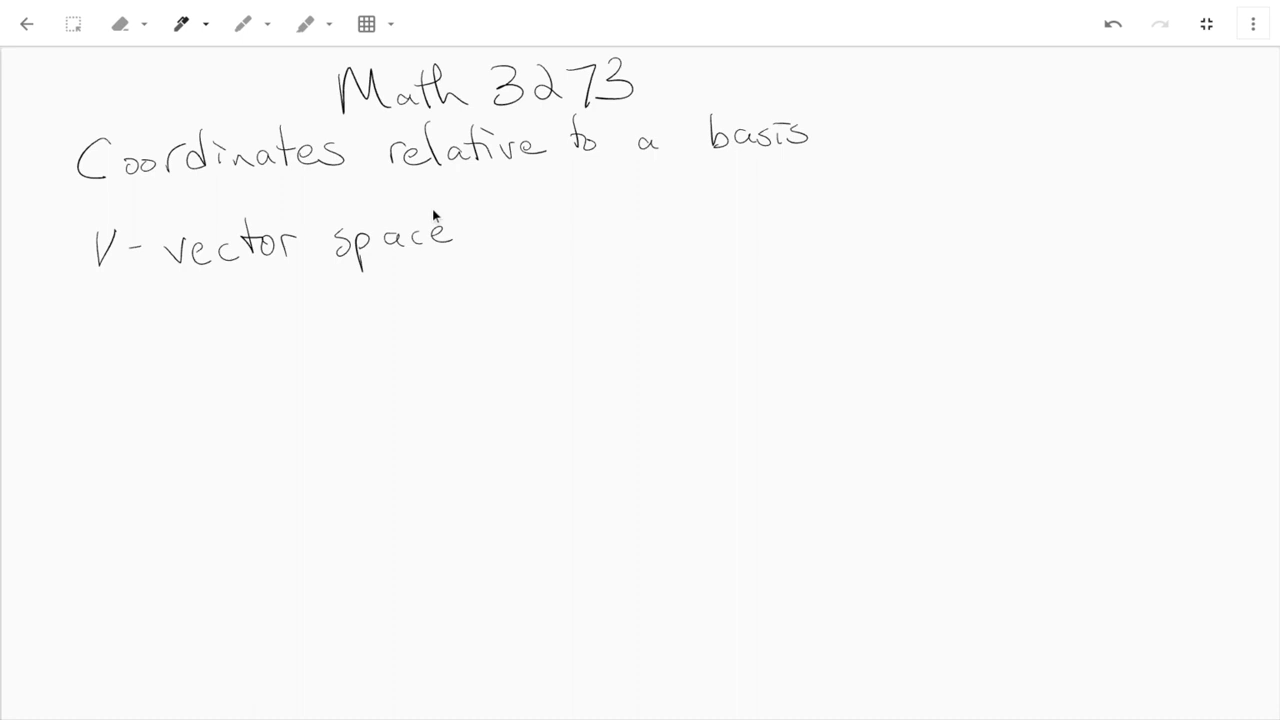 Math 3273
Coordinates relative to a basis
V - vector space